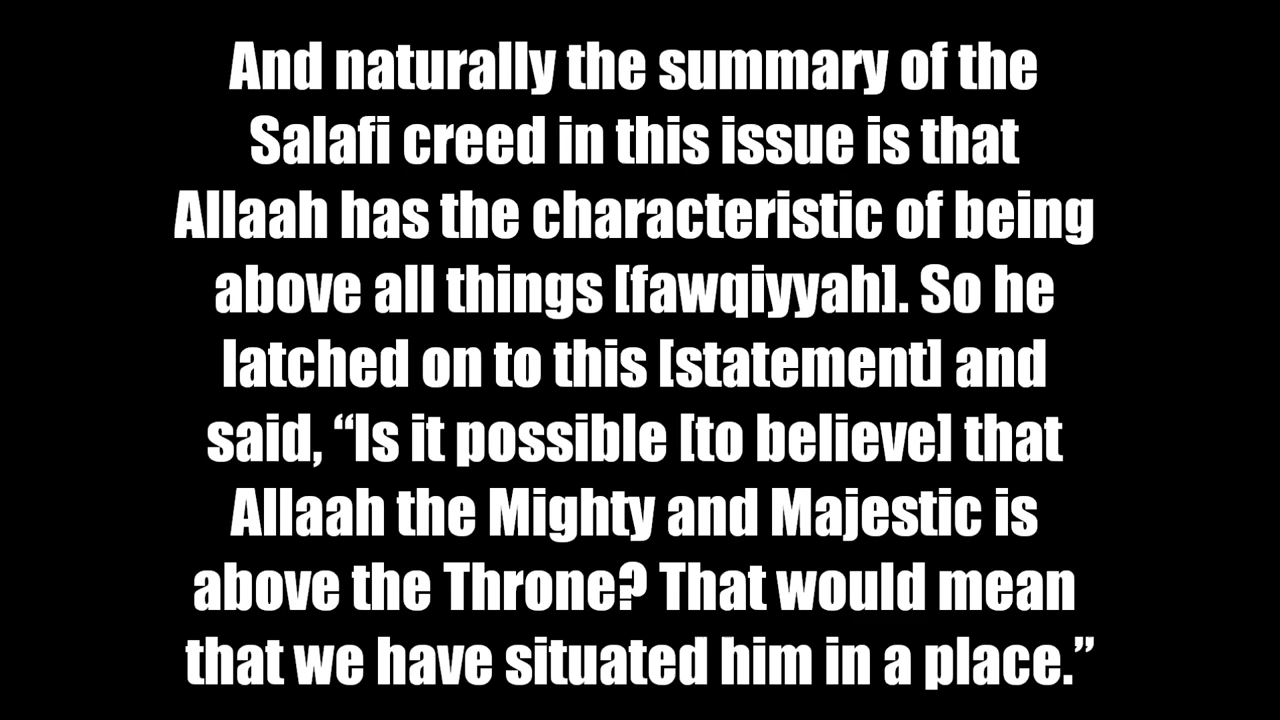 And naturally the summary of the
Salafi creed in this issue is that
Allaah has the characteristic of being
above all things [fawqiyyah]. So he
latched on to this [statement] and
said, “Is it possible [to believe] that
Allaah the Mighty and Majestic is
above the Throne? That would mean
that we have situated him in a place.”